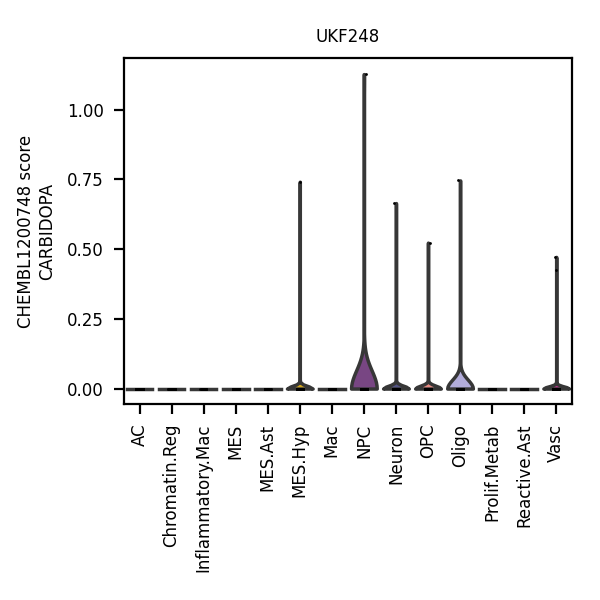 UKF248
CHEMBL1200748 score
CARBIDOPA
1.00
0.75
0.50
0.25
0.00
AC
Chromatin.Reg
Inflammatory.Mac
MES
MES.Ast
MES.Hyp
Mac
NPC
Neuron
OPC
Oligo
Prolif.Metab
Reactive.Ast
Vasc